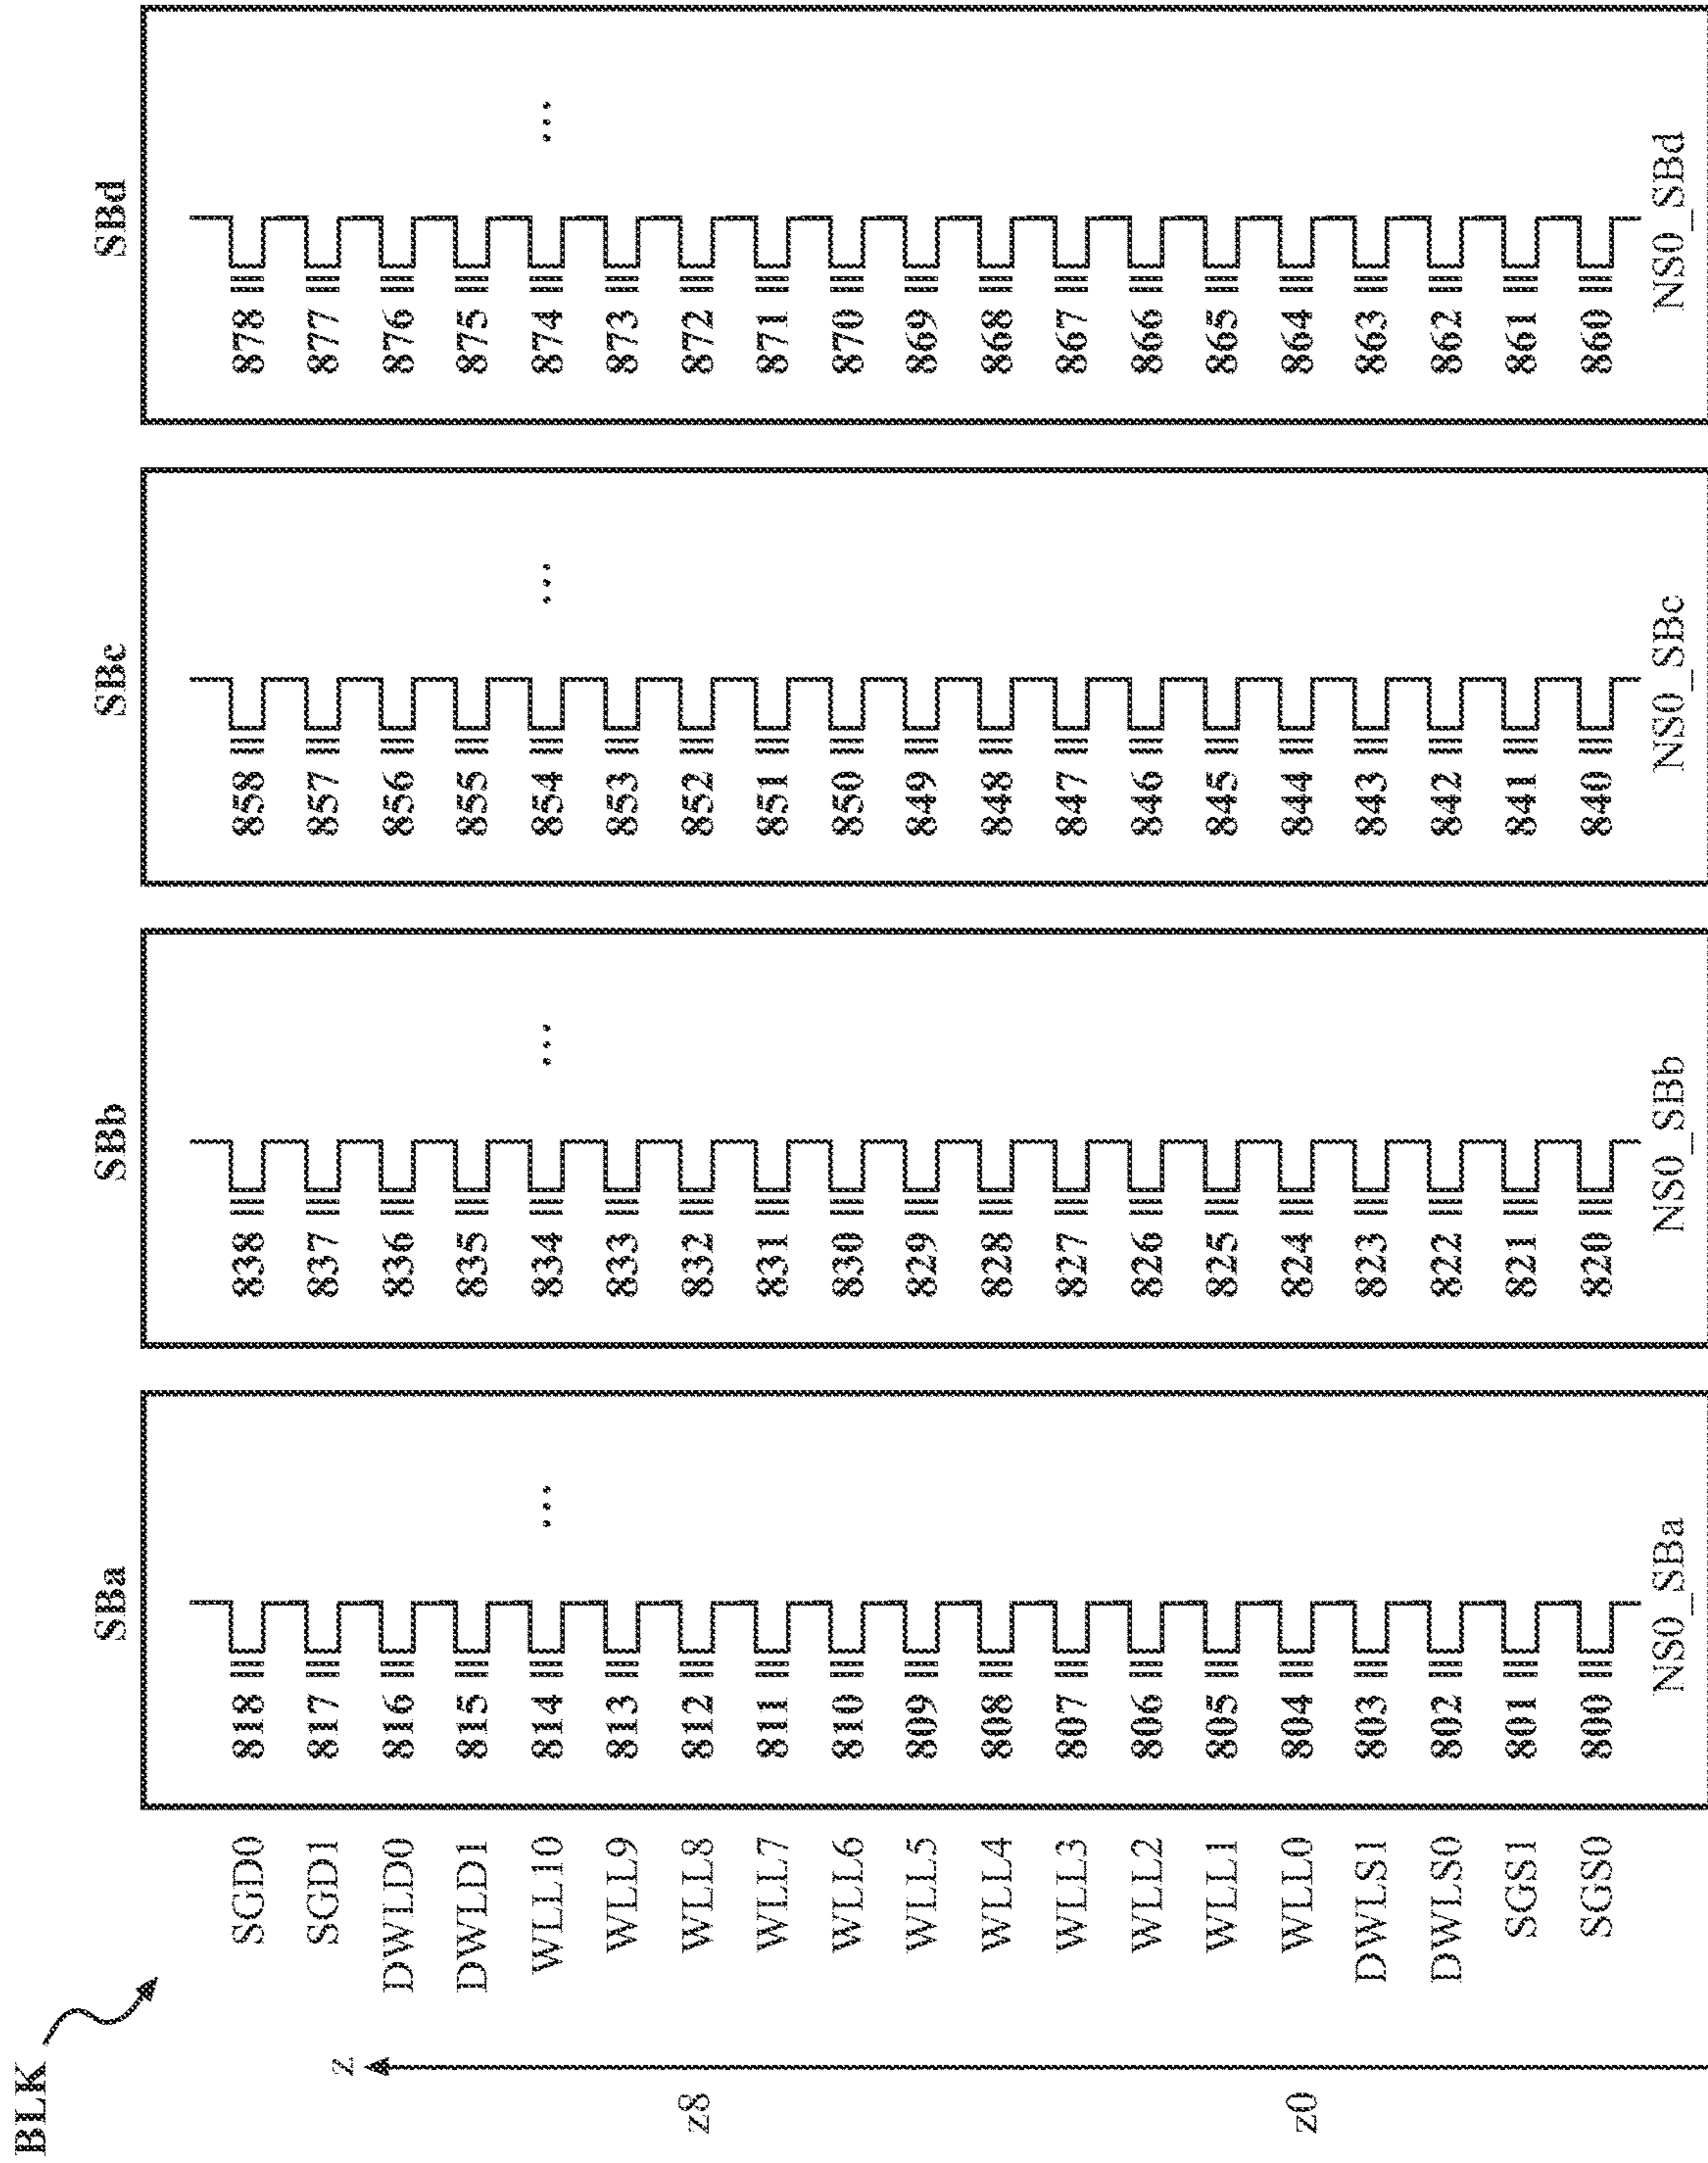 BLK
SBa SBb SBc SBd
z
SGD0 818 838 858 878
SGD1 817 837 857 877
DWLD0 816 836 856 876
DWLD1 815 835 855 875
WLL10 814 ... 834 ... 854 ... 874 ...
WLL9 813 833 853 873
z8 WLL8 812 832 852 872
WLL7 811 831 851 871
WLL6 810 830 850 870
WLL5 809 829 849 869
WLL4 808 828 848 868
WLL3 807 827 847 867
WLL2 806 826 846 866
WLL1 805 825 845 865
z0 WLL0 804 824 844 864
DWLS1 803 823 843 863
DWLS0 802 822 842 862
SGS1 801 821 841 861
SGS0 800 820 840 860
NS0_SBa NS0_SBb NS0_SBc NS0_SBd